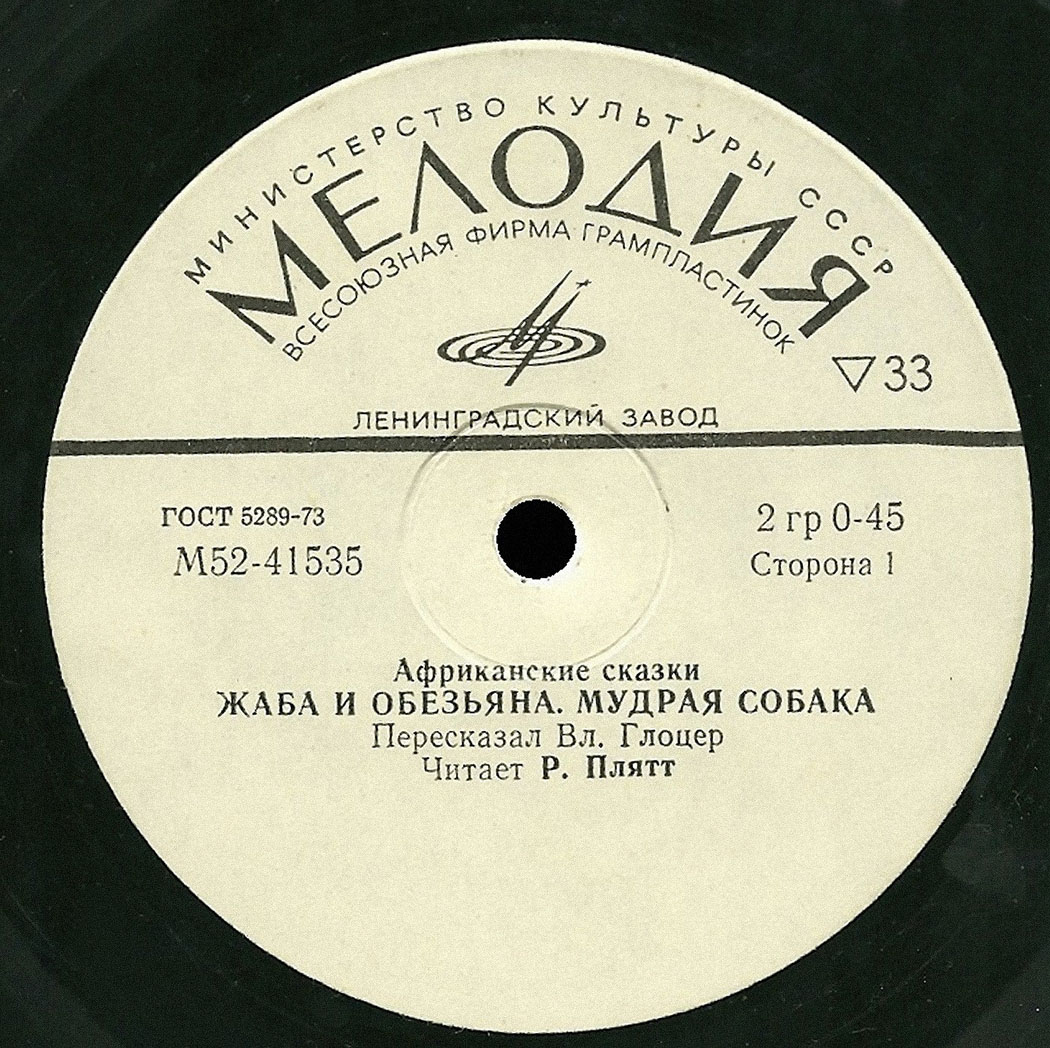 МИНИСТЕРСТВО КУЛЬТУРЫ СССР
МЕЛОДИЯ
ВСЕСОЮЗНАЯ ФИРМА ГРАМПЛАСТИНОК
▽33
ЛЕНИНГРАДСКИЙ ЗАВОД
ГОСТ 5289-73
М52-41535
2 гр 0-45
Сторона 1
Африканские сказки
ЖАБА И ОБЕЗЬЯНА. МУДРАЯ СОБАКА
Пересказал Вл. Глоцер
Читает Р. Плятт